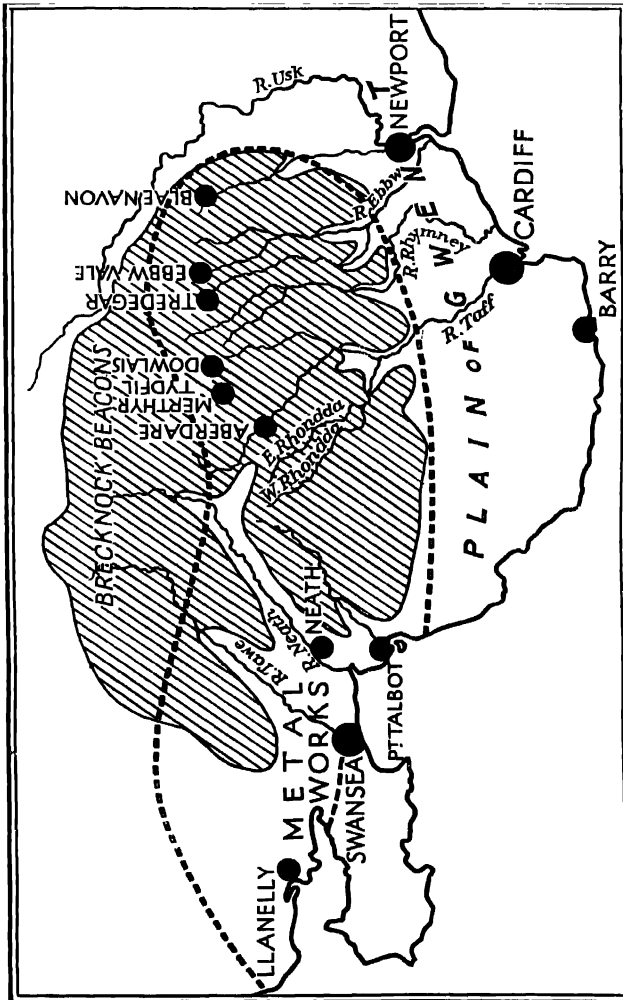 BRECKNOCK BEACONS
R. Usk
BLAENAVON
EBBW VALE
TREDEGAR
DOWLAIS
MERTHYR
TYDFIL
ABERDARE
E. Rhondda
W. Rhondda
R. Ebbw
R. Rhymney
R. Taff
R. Neath
R. Tawe
NEWPORT
CARDIFF
BARRY
PLAIN OF
GWENT
NEATH
PT TALBOT
METAL
WORKS
SWANSEA
LLANELLY